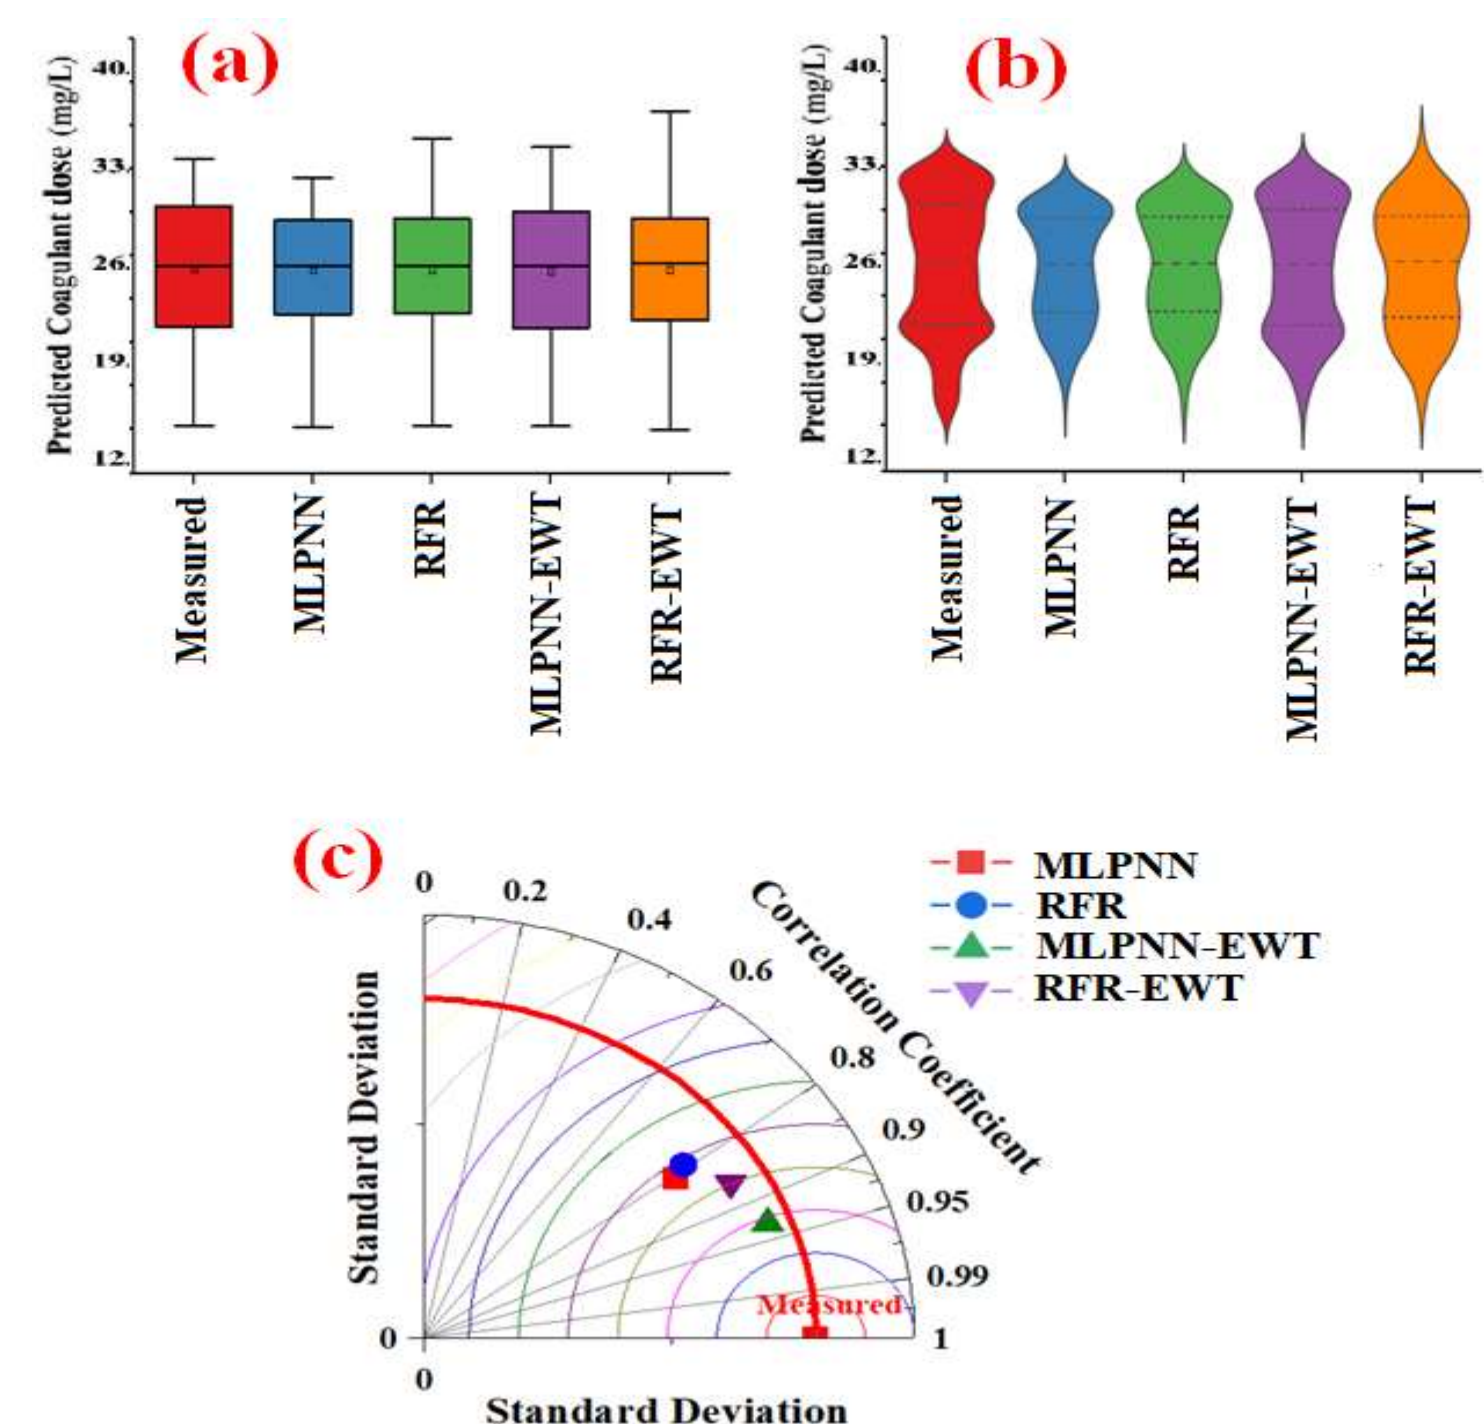 (a)
Predicted Coagulant dose (mg/L)
40.
33.
26.
19.
12.
Measured
MLPNN
RFR
MLPNN-EWT
RFR-EWT
(b)
Predicted Coagulant dose (mg/L)
40.
33.
26.
19.
12.
Measured
MLPNN
RFR
MLPNN-EWT
RFR-EWT
(c)
MLPNN
RFR
MLPNN-EWT
RFR-EWT
Correlation Coefficient
0
0.2
0.4
0.6
0.8
0.9
0.95
0.99
1
Standard Deviation
Measured
0
0
Standard Deviation